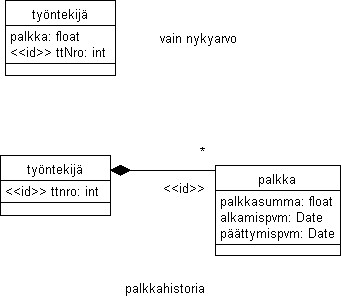 työntekijä
palkka: float
<<id>> ttNro: int
vain nykyarvo
työntekijä
<<id>> ttnro: int
*
<<id>>
palkka
palkkasumma: float
alkamispvm: Date
päättymispvm: Date
palkkahistoria